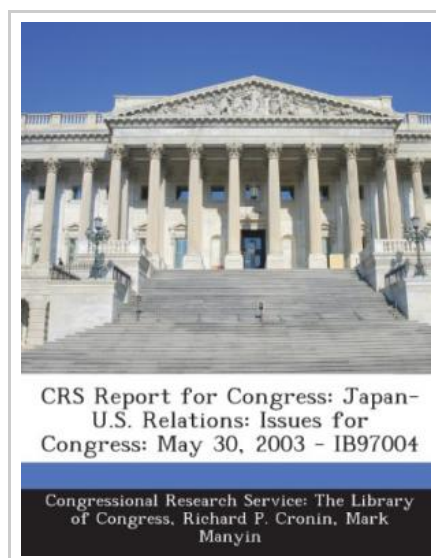 CRS Report for Congress: Japan-
U.S. Relations: Issues for
Congress: May 30, 2003 - IB97004
Congressional Research Service: The Library
of Congress, Richard P. Cronin, Mark
Manyin